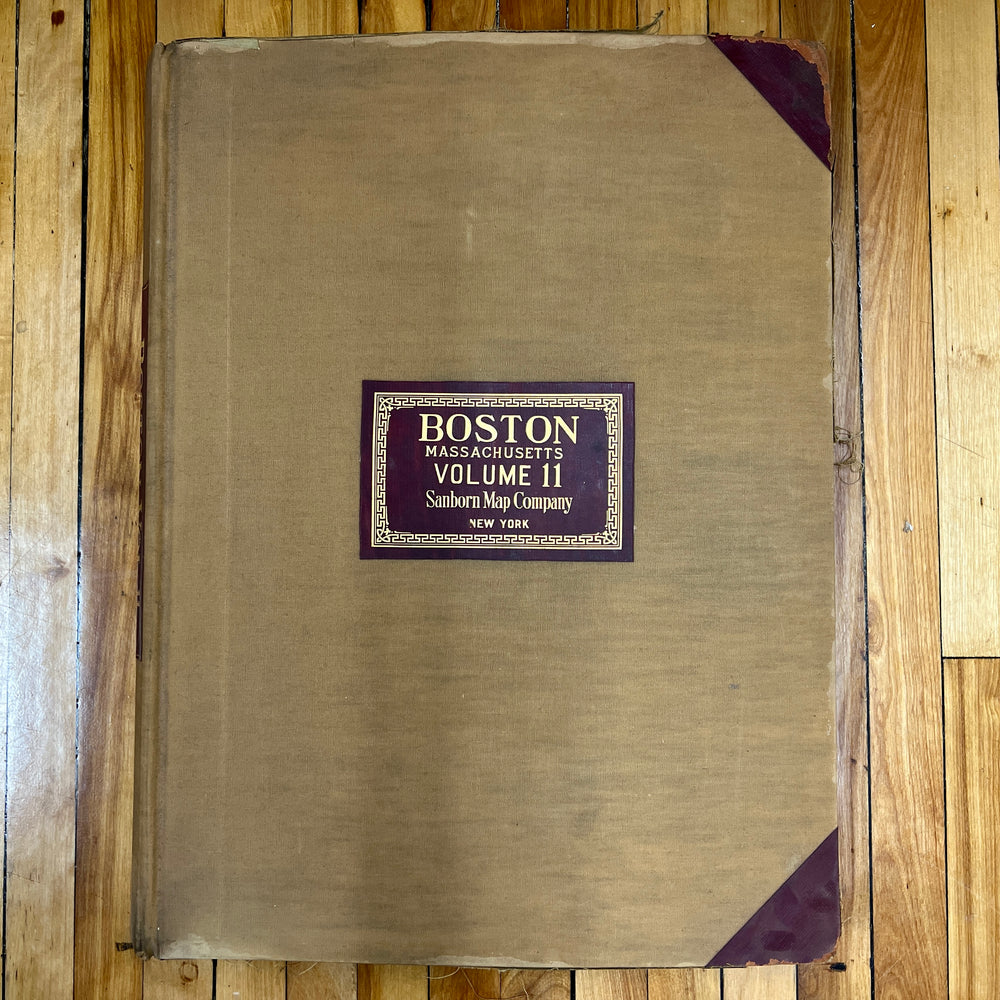 BOSTON
MASSACHUSETTS
VOLUME 11
Sanborn Map Company
NEW YORK